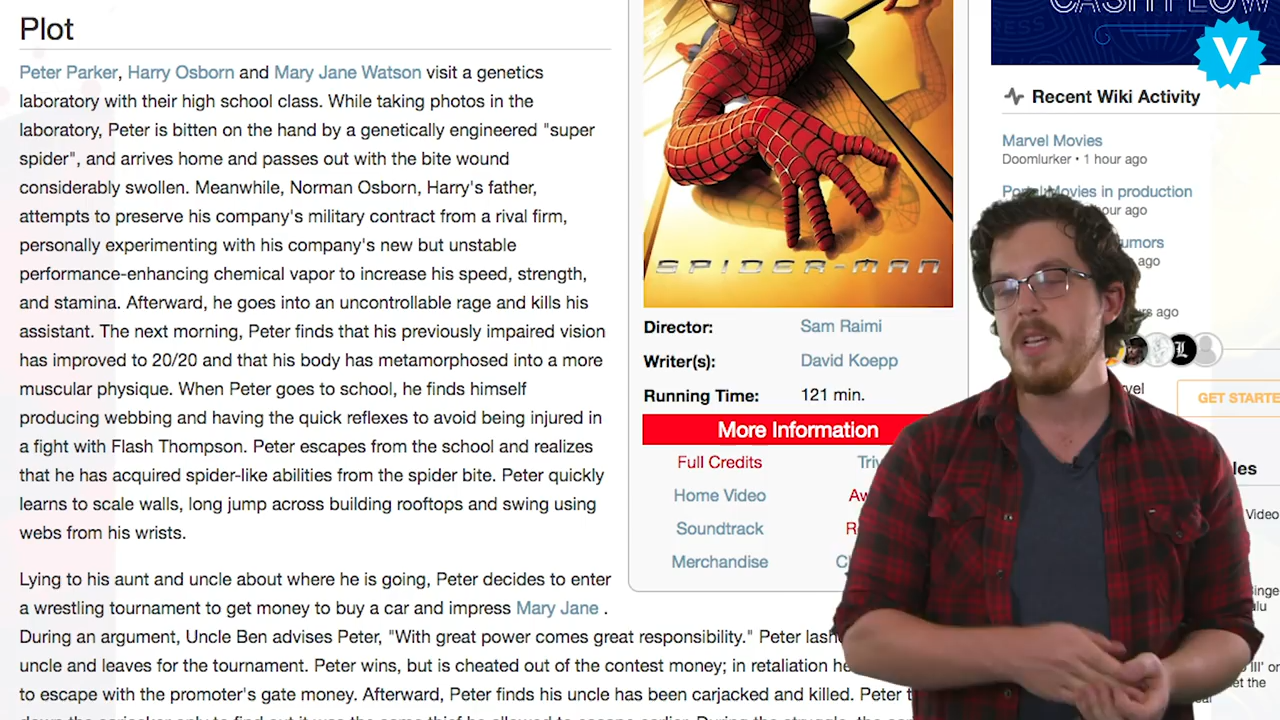 Plot
Peter Parker, Harry Osborn and Mary Jane Watson visit a genetics
laboratory with their high school class. While taking photos in the
laboratory, Peter is bitten on the hand by a genetically engineered "super
spider", and arrives home and passes out with the bite wound
considerably swollen. Meanwhile, Norman Osborn, Harry's father,
attempts to preserve his company's military contract from a rival firm,
personally experimenting with his company's new but unstable
performance-enhancing chemical vapor to increase his speed, strength,
and stamina. Afterward, he goes into an uncontrollable rage and kills his
assistant. The next morning, Peter finds that his previously impaired vision
has improved to 20/20 and that his body has metamorphoced into a more
muscular physique. When Peter goes to school, he finds himself
producing webbing and having the quick reflexes to avoid being injured in
a fight with Flash Thompson. Peter escapes from the school and realizes
that he has acquired spider-like abilities from the spider bite. Peter quickly
learns to scale walls, long jump across building rooftops and swing using
webs from his wrists.
Lying to his aunt and uncle about where he is going, Peter decides to enter
a wrestling tournament to get money to buy a car and impress Mary Jane .
During an argument, Uncle Ben advises Peter, "With great power comes great responsibility." Peter lash
uncle and leaves for the tournament. Peter wins, but is cheated out of the contest money; in retaliation he
to escape with the promoter's gate money. Afterward, Peter finds his uncle has been carjacked and killed. Peter t
SPIDER-MAN
Director: Sam Raimi
Writer(s): David Koepp
Running Time: 121 min.
More Information
Full Credits Triv
Home Video Aw
Soundtrack R
Merchandise C
CASH FLOW
V
Recent Wiki Activity
Marvel Movies
Doomlurker • 1 hour ago
Movies in production
hour ago
umors
ago
urs ago
L
vel
GET STARTE
les
Video